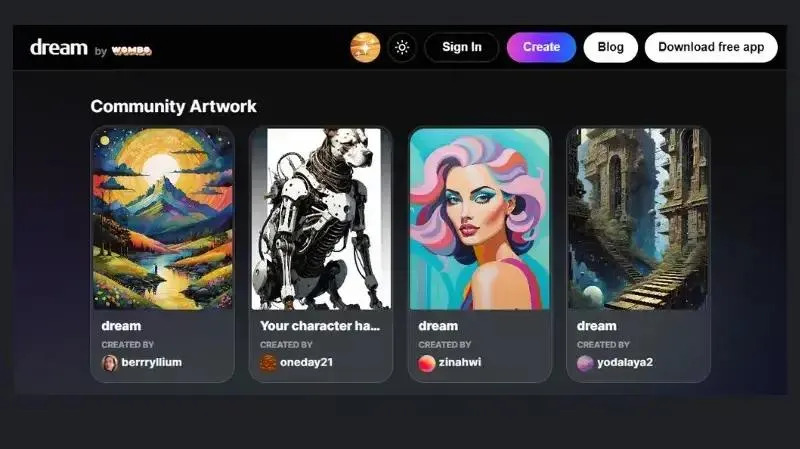 dream by WOMBO
Sign In
Create
Blog
Download free app
Community Artwork
dream
CREATED BY
berrryllium
Your character ha...
CREATED BY
oneday21
dream
CREATED BY
zinahwi
dream
CREATED BY
yodalaya2